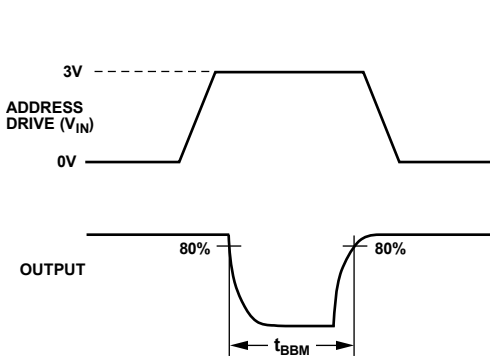 3V
ADDRESS
DRIVE (VIN)
0V
80%
80%
OUTPUT
tBBM